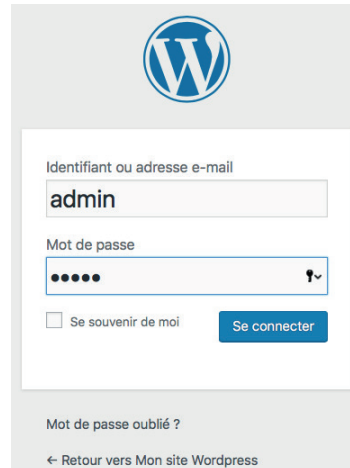 Identifiant ou adresse e-mail
admin
Mot de passe
•••••
Se souvenir de moi
Se connecter
Mot de passe oublié ?
← Retour vers Mon site Wordpress